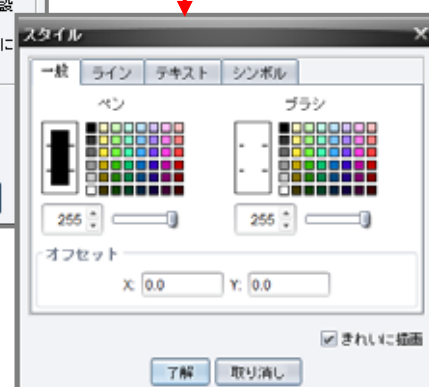 設
スタイル
に
一般 ライン テキスト シンボル
ペン ブラシ
255 255
オフセット
X: 0.0 Y: 0.0
きれいに描画
了解 取り消し